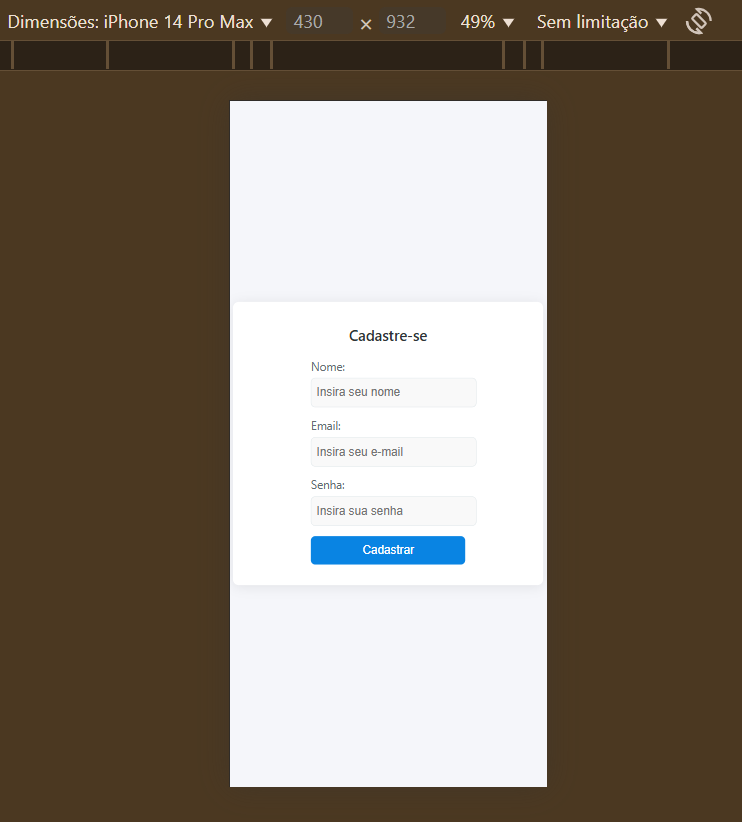 Dimensões: iPhone 14 Pro Max ▼ 430 × 932 49% ▼ Sem limitação ▼
Cadastre-se
Nome:
Insira seu nome
Email:
Insira seu e-mail
Senha:
Insira sua senha
Cadastrar